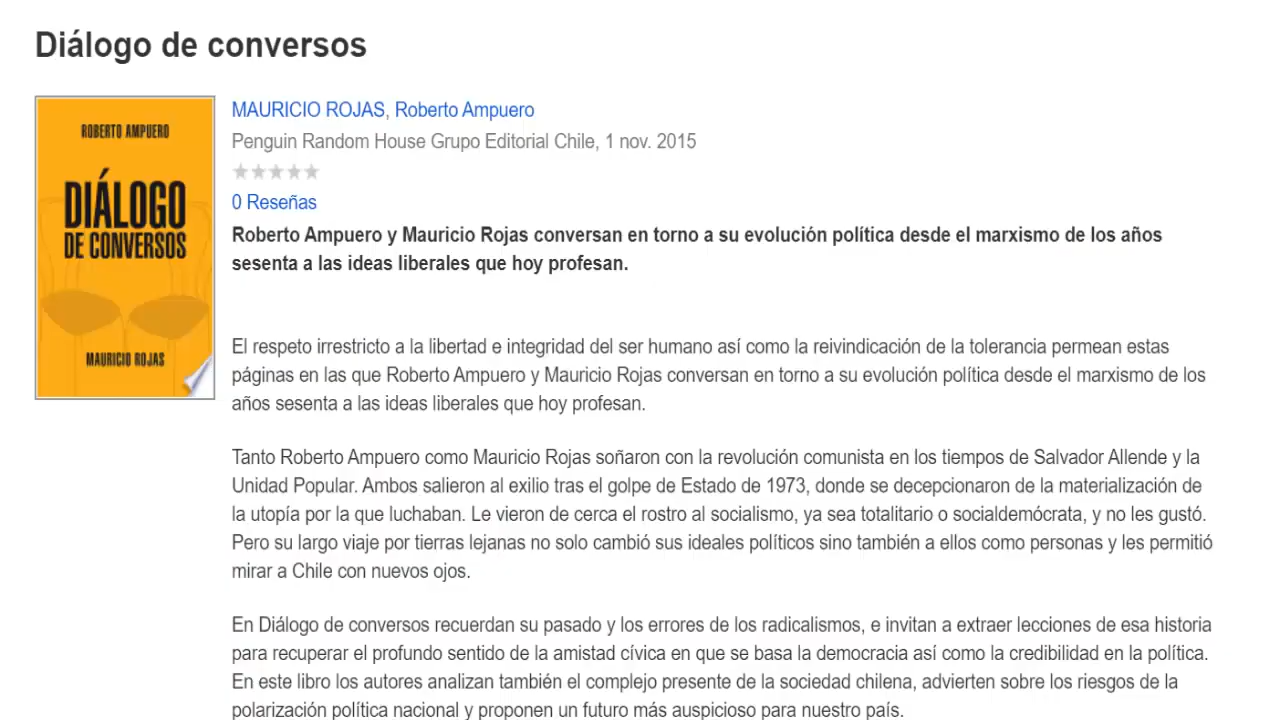 Diálogo de conversos
ROBERTO AMPUERO
DIÁLOGO
DE CONVERSOS
MAURICIO ROJAS
MAURICIO ROJAS, Roberto Ampuero
Penguin Random House Grupo Editorial Chile, 1 nov. 2015
0 Reseñas
Roberto Ampuero y Mauricio Rojas conversan en torno a su evolución política desde el marxismo de los años
sesenta a las ideas liberales que hoy profesan.
El respeto irrestricto a la libertad e integridad del ser humano así como la reivindicación de la tolerancia permean estas
páginas en las que Roberto Ampuero y Mauricio Rojas conversan en torno a su evolución política desde el marxismo de los
años sesenta a las ideas liberales que hoy profesan.
Tanto Roberto Ampuero como Mauricio Rojas soñaron con la revolución comunista en los tiempos de Salvador Allende y la
Unidad Popular. Ambos salieron al exilio tras el golpe de Estado de 1973, donde se decepcionaron de la materialización de
la utopía por la que luchaban. Le vieron de cerca el rostro al socialismo, ya sea totalitario o socialdemócrata, y no les gustó.
Pero su largo viaje por tierras lejanas no solo cambió sus ideales políticos sino también a ellos como personas y les permitió
mirar a Chile con nuevos ojos.
En Diálogo de conversos recuerdan su pasado y los errores de los radicalismos, e invitan a extraer lecciones de esa historia
para recuperar el profundo sentido de la amistad cívica en que se basa la democracia así como la credibilidad en la política.
En este libro los autores analizan también el complejo presente de la sociedad chilena, advierten sobre los riesgos de la
polarización política nacional y proponen un futuro más auspicioso para nuestro país.